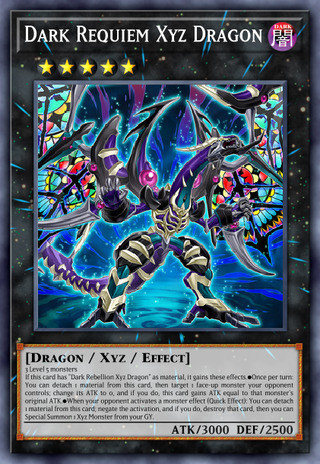 Dark Requiem Xyz Dragon
DARK
闇
[Dragon / Xyz / Effect]
3 Level 5 monsters
If this card has "Dark Rebellion Xyz Dragon" as material, it gains these effects.●Once per turn:
You can detach 1 material from this card, then target 1 face-up monster your opponent
controls; change its ATK to 0, and if you do, this card gains ATK equal to that monster's
original ATK.●When your opponent activates a monster effect (Quick Effect): You can detach
1 material from this card; negate the activation, and if you do, destroy that card, then you can
Special Summon 1 Xyz Monster from your GY.
ATK/3000 DEF/2500